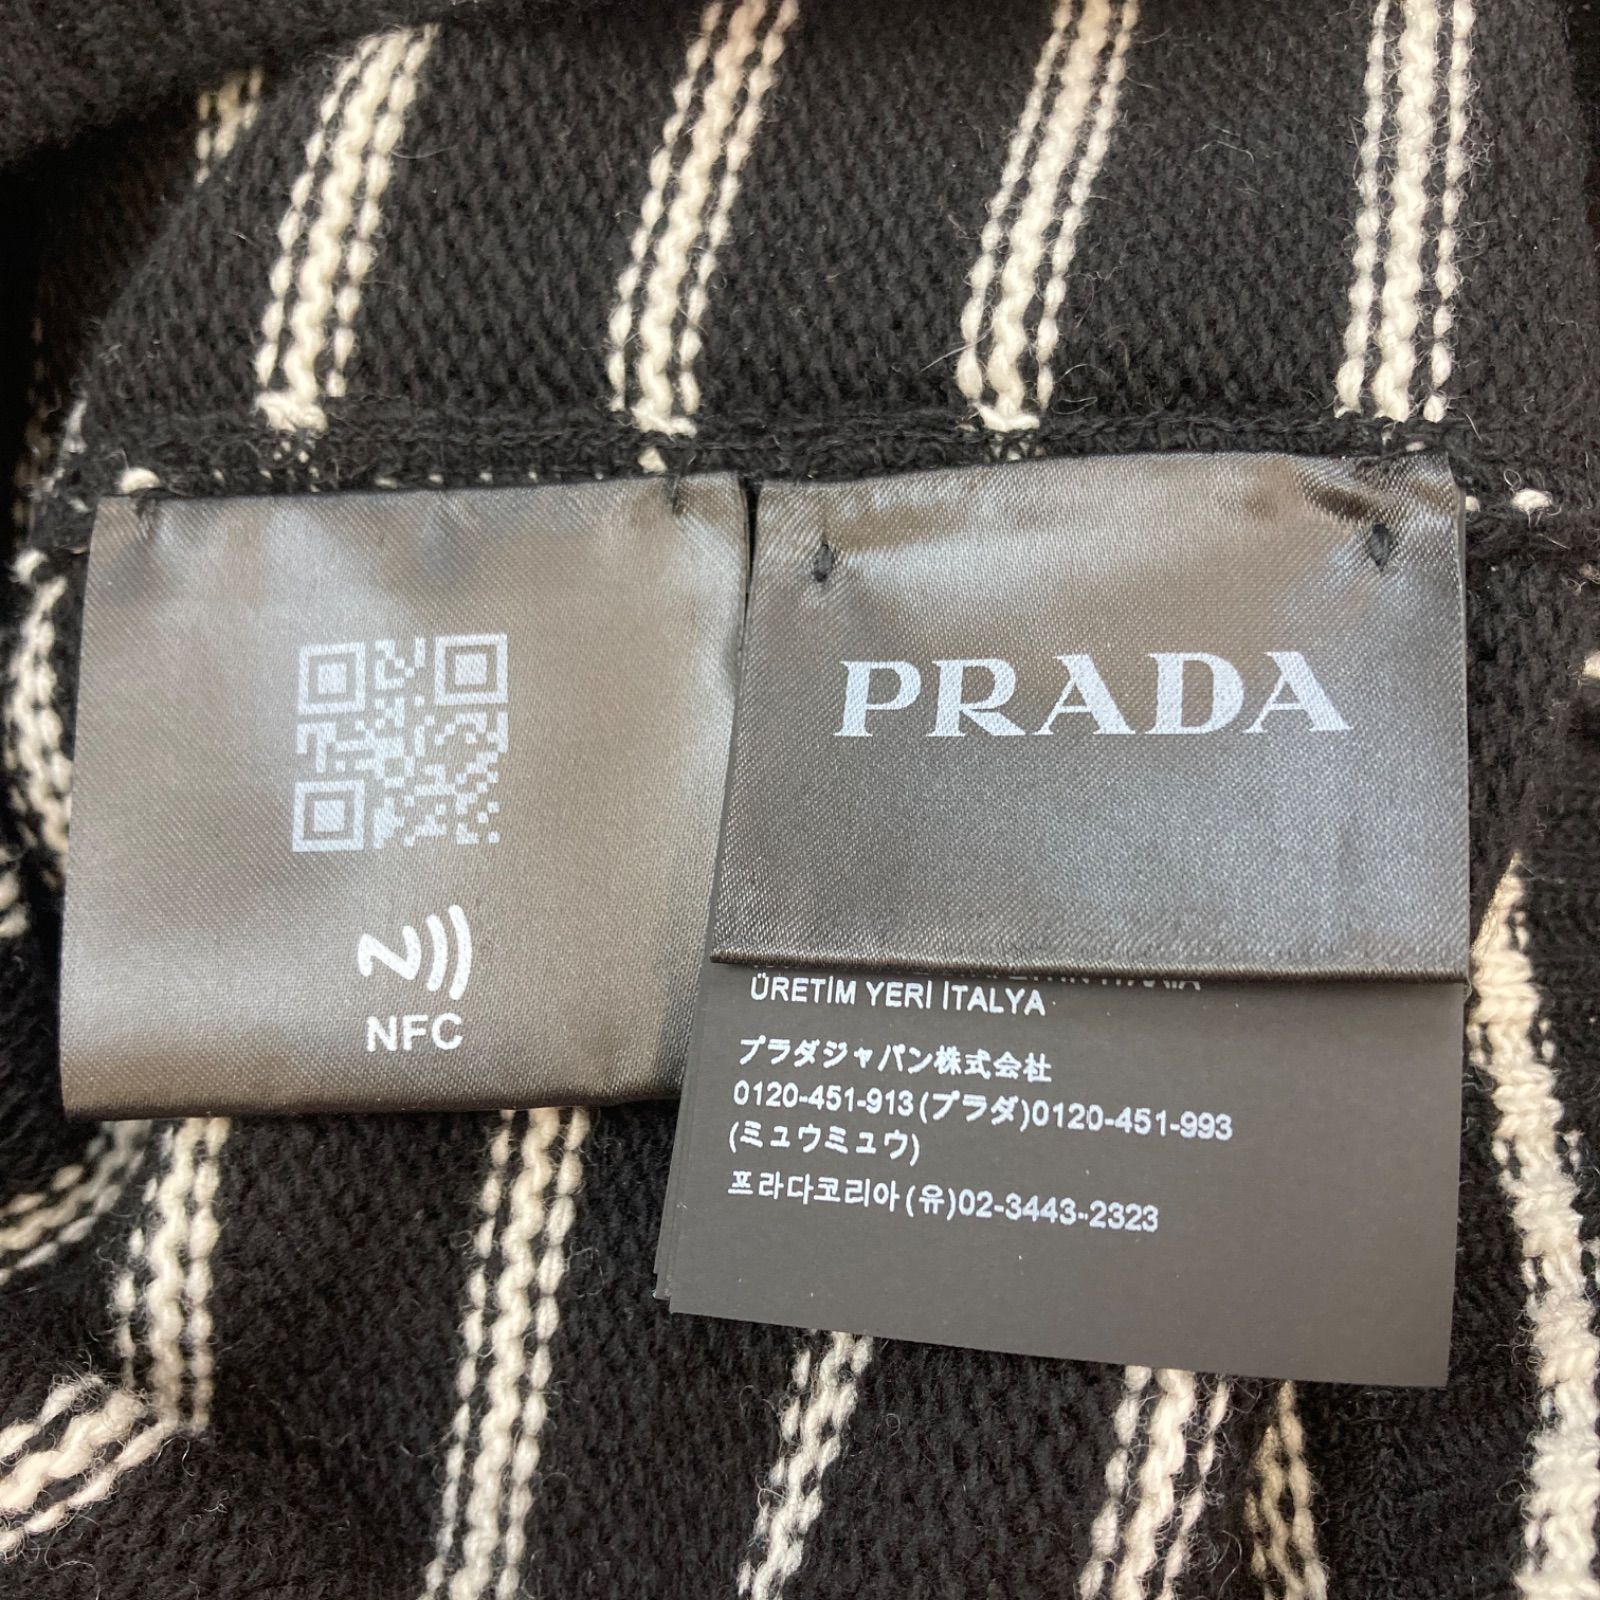 NFC
PRADA
ÜRETİM YERİ İTALYA
プラダジャパン株式会社
0120-451-913(プラダ)0120-451-993
(ミュウミュウ)
프라다코리아(유)02-3443-2323